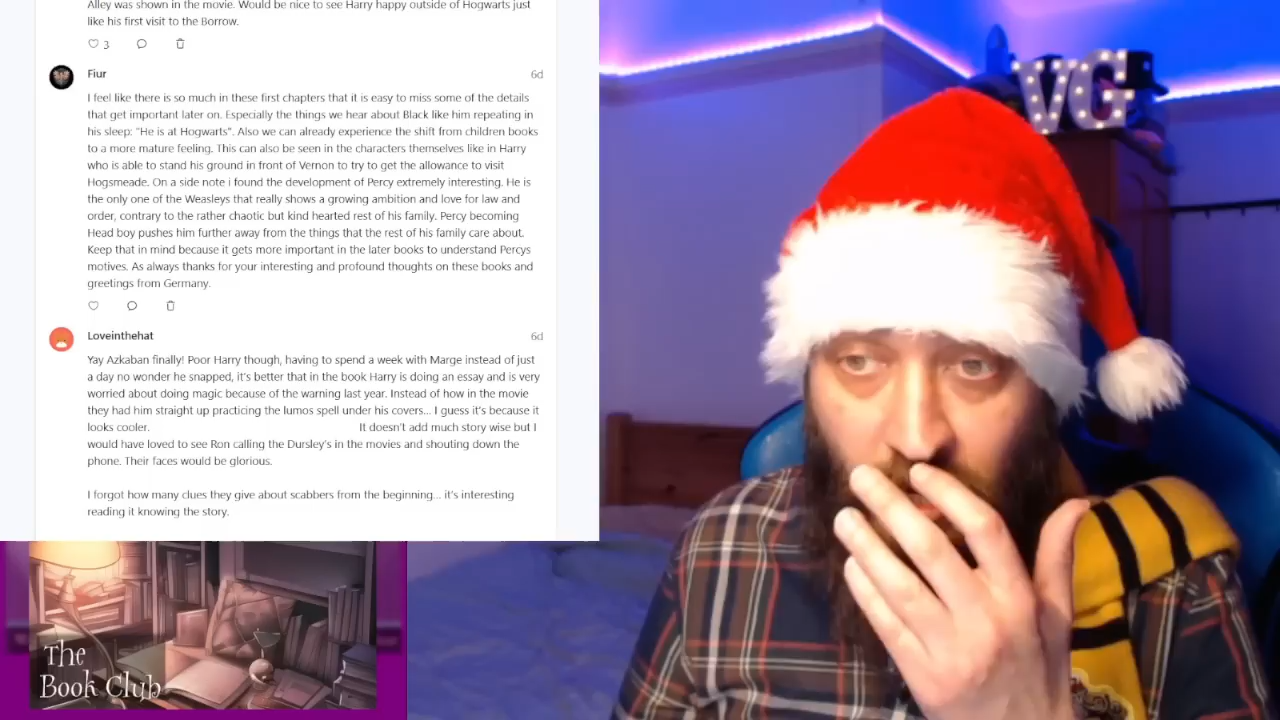 Alley was shown in the movie. Would be nice to see Harry happy outside of Hogwarts just
like his first visit to the Borrow.
3
Fiur
6d
I feel like there is so much in these first chapters that it is easy to miss some of the details
that get important later on. Especially the things we hear about Black like him repeating in
his sleep: "He is at Hogwarts". Also we can already experience the shift from children books
to a more mature feeling. This can also be seen in the characters themselves like in Harry
who is able to stand his ground in front of Vernon to try to get the allowance to visit
Hogsmeade. On a side note i found the development of Percy extremely interesting. He is
the only one of the Weasleys that really shows a growing ambition and love for law and
order, contrary to the rather chaotic but kind hearted rest of his family. Percy becoming
Head boy pushes him further away from the things that the rest of his family care about.
Keep that in mind because it gets more important in the later books to understand Percys
motives. As always thanks for your interesting and profound thoughts on these books and
greetings from Germany.
Loveinthehat
6d
Yay Azkaban finally! Poor Harry though, having to spend a week with Marge instead of just
a day no wonder he snapped, it's better that in the book Harry is doing an essay and is very
worried about doing magic because of the warning last year. Instead of how in the movie
they had him straight up practicing the lumos spell under his covers... I guess it's because it
looks cooler. It doesn't add much story wise but I
would have loved to see Ron calling the Dursley's in the movies and shouting down the
phone. Their faces would be glorious.
I forgot how many clues they give about scabbers from the beginning... it's interesting
reading it knowing the story.
VG
The
Book Club